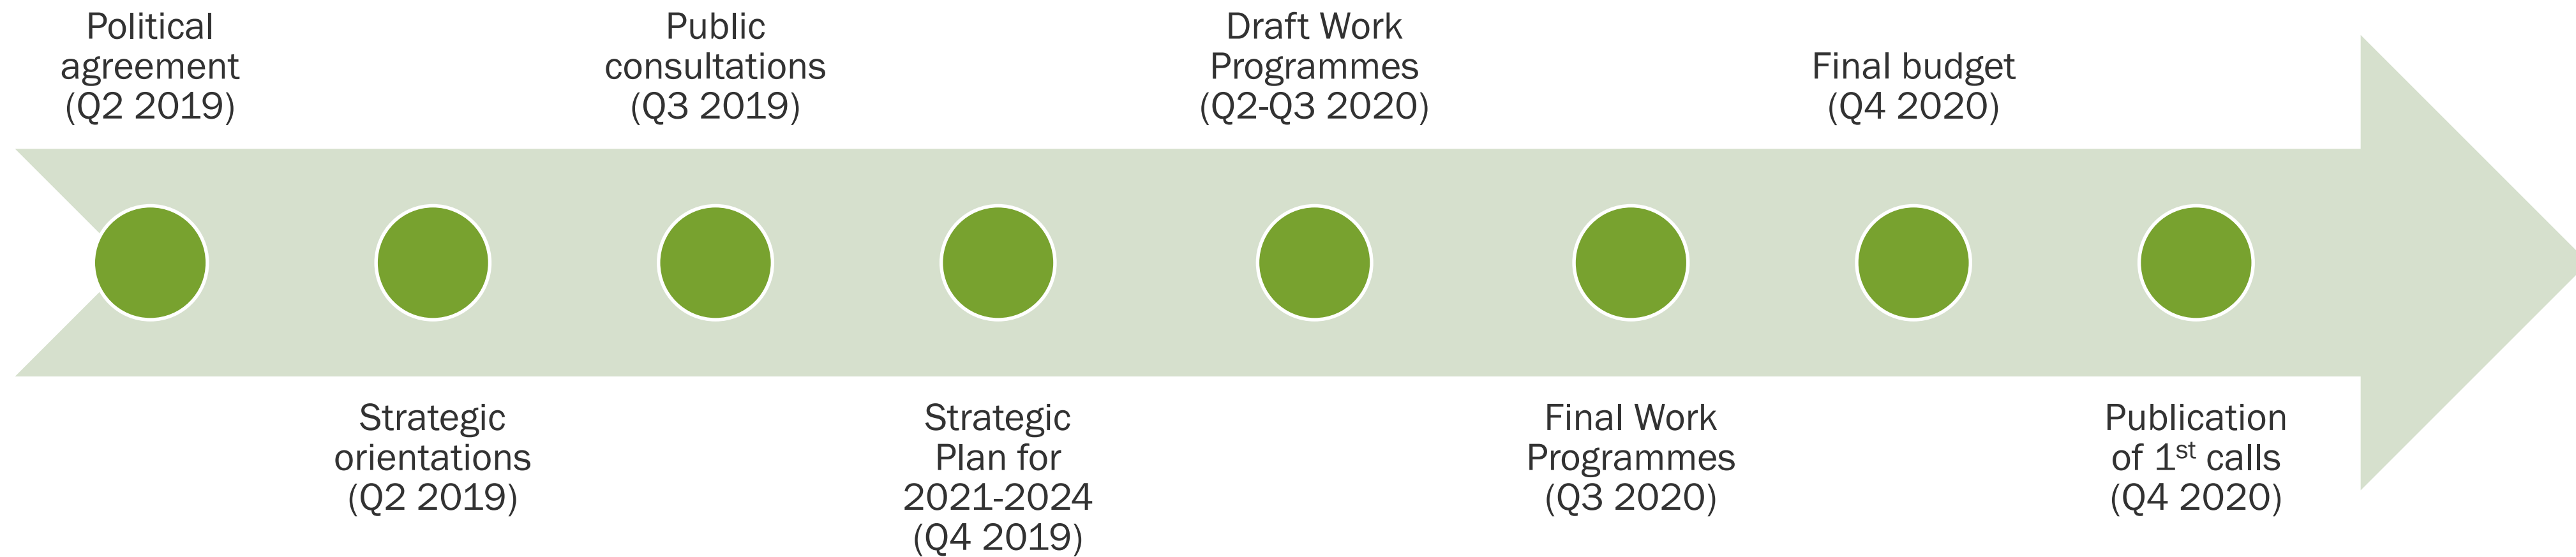 Political
agreement
(Q2 2019)
Strategic
orientations
(Q2 2019)
Public
consultations
(Q3 2019)
Strategic
Plan for
2021-2024
(Q4 2019)
Draft Work
Programmes
(Q2-Q3 2020)
Final Work
Programmes
(Q3 2020)
Final budget
(Q4 2020)
Publication
of 1st calls
(Q4 2020)